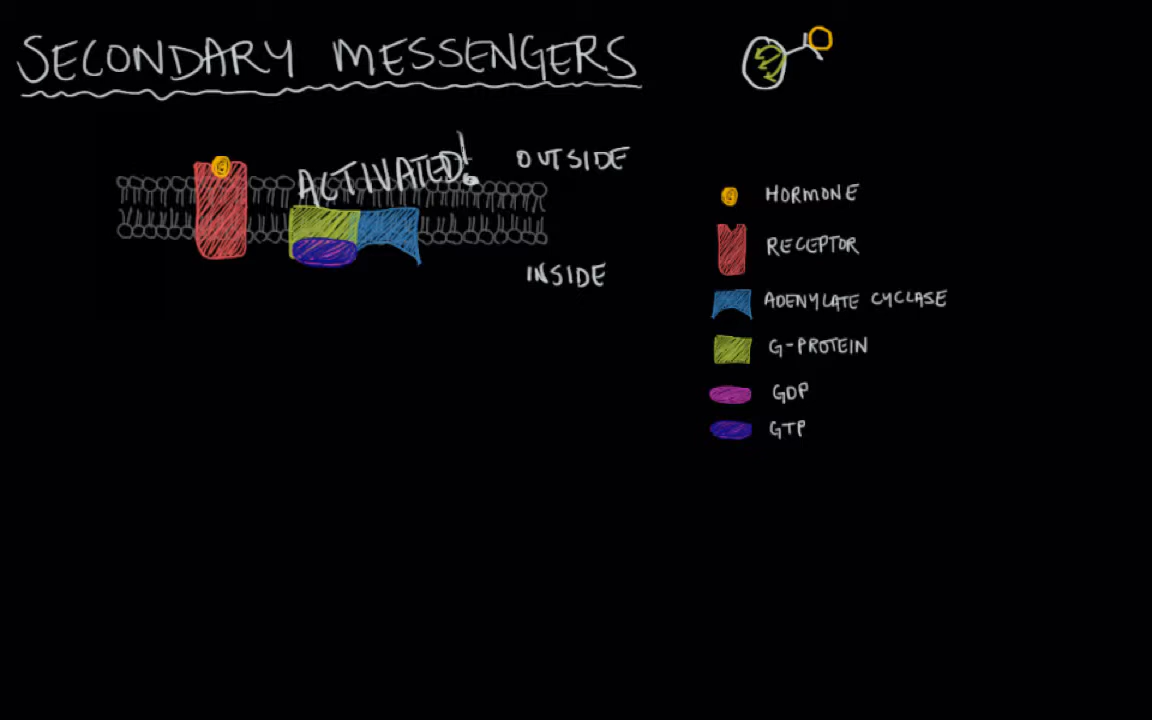 SECONDARY MESSENGERS
ACTIVATED!
OUTSIDE
INSIDE
H
HORMONE
RECEPTOR
ADENYLATE CYCLASE
G-PROTEIN
GDP
GTP